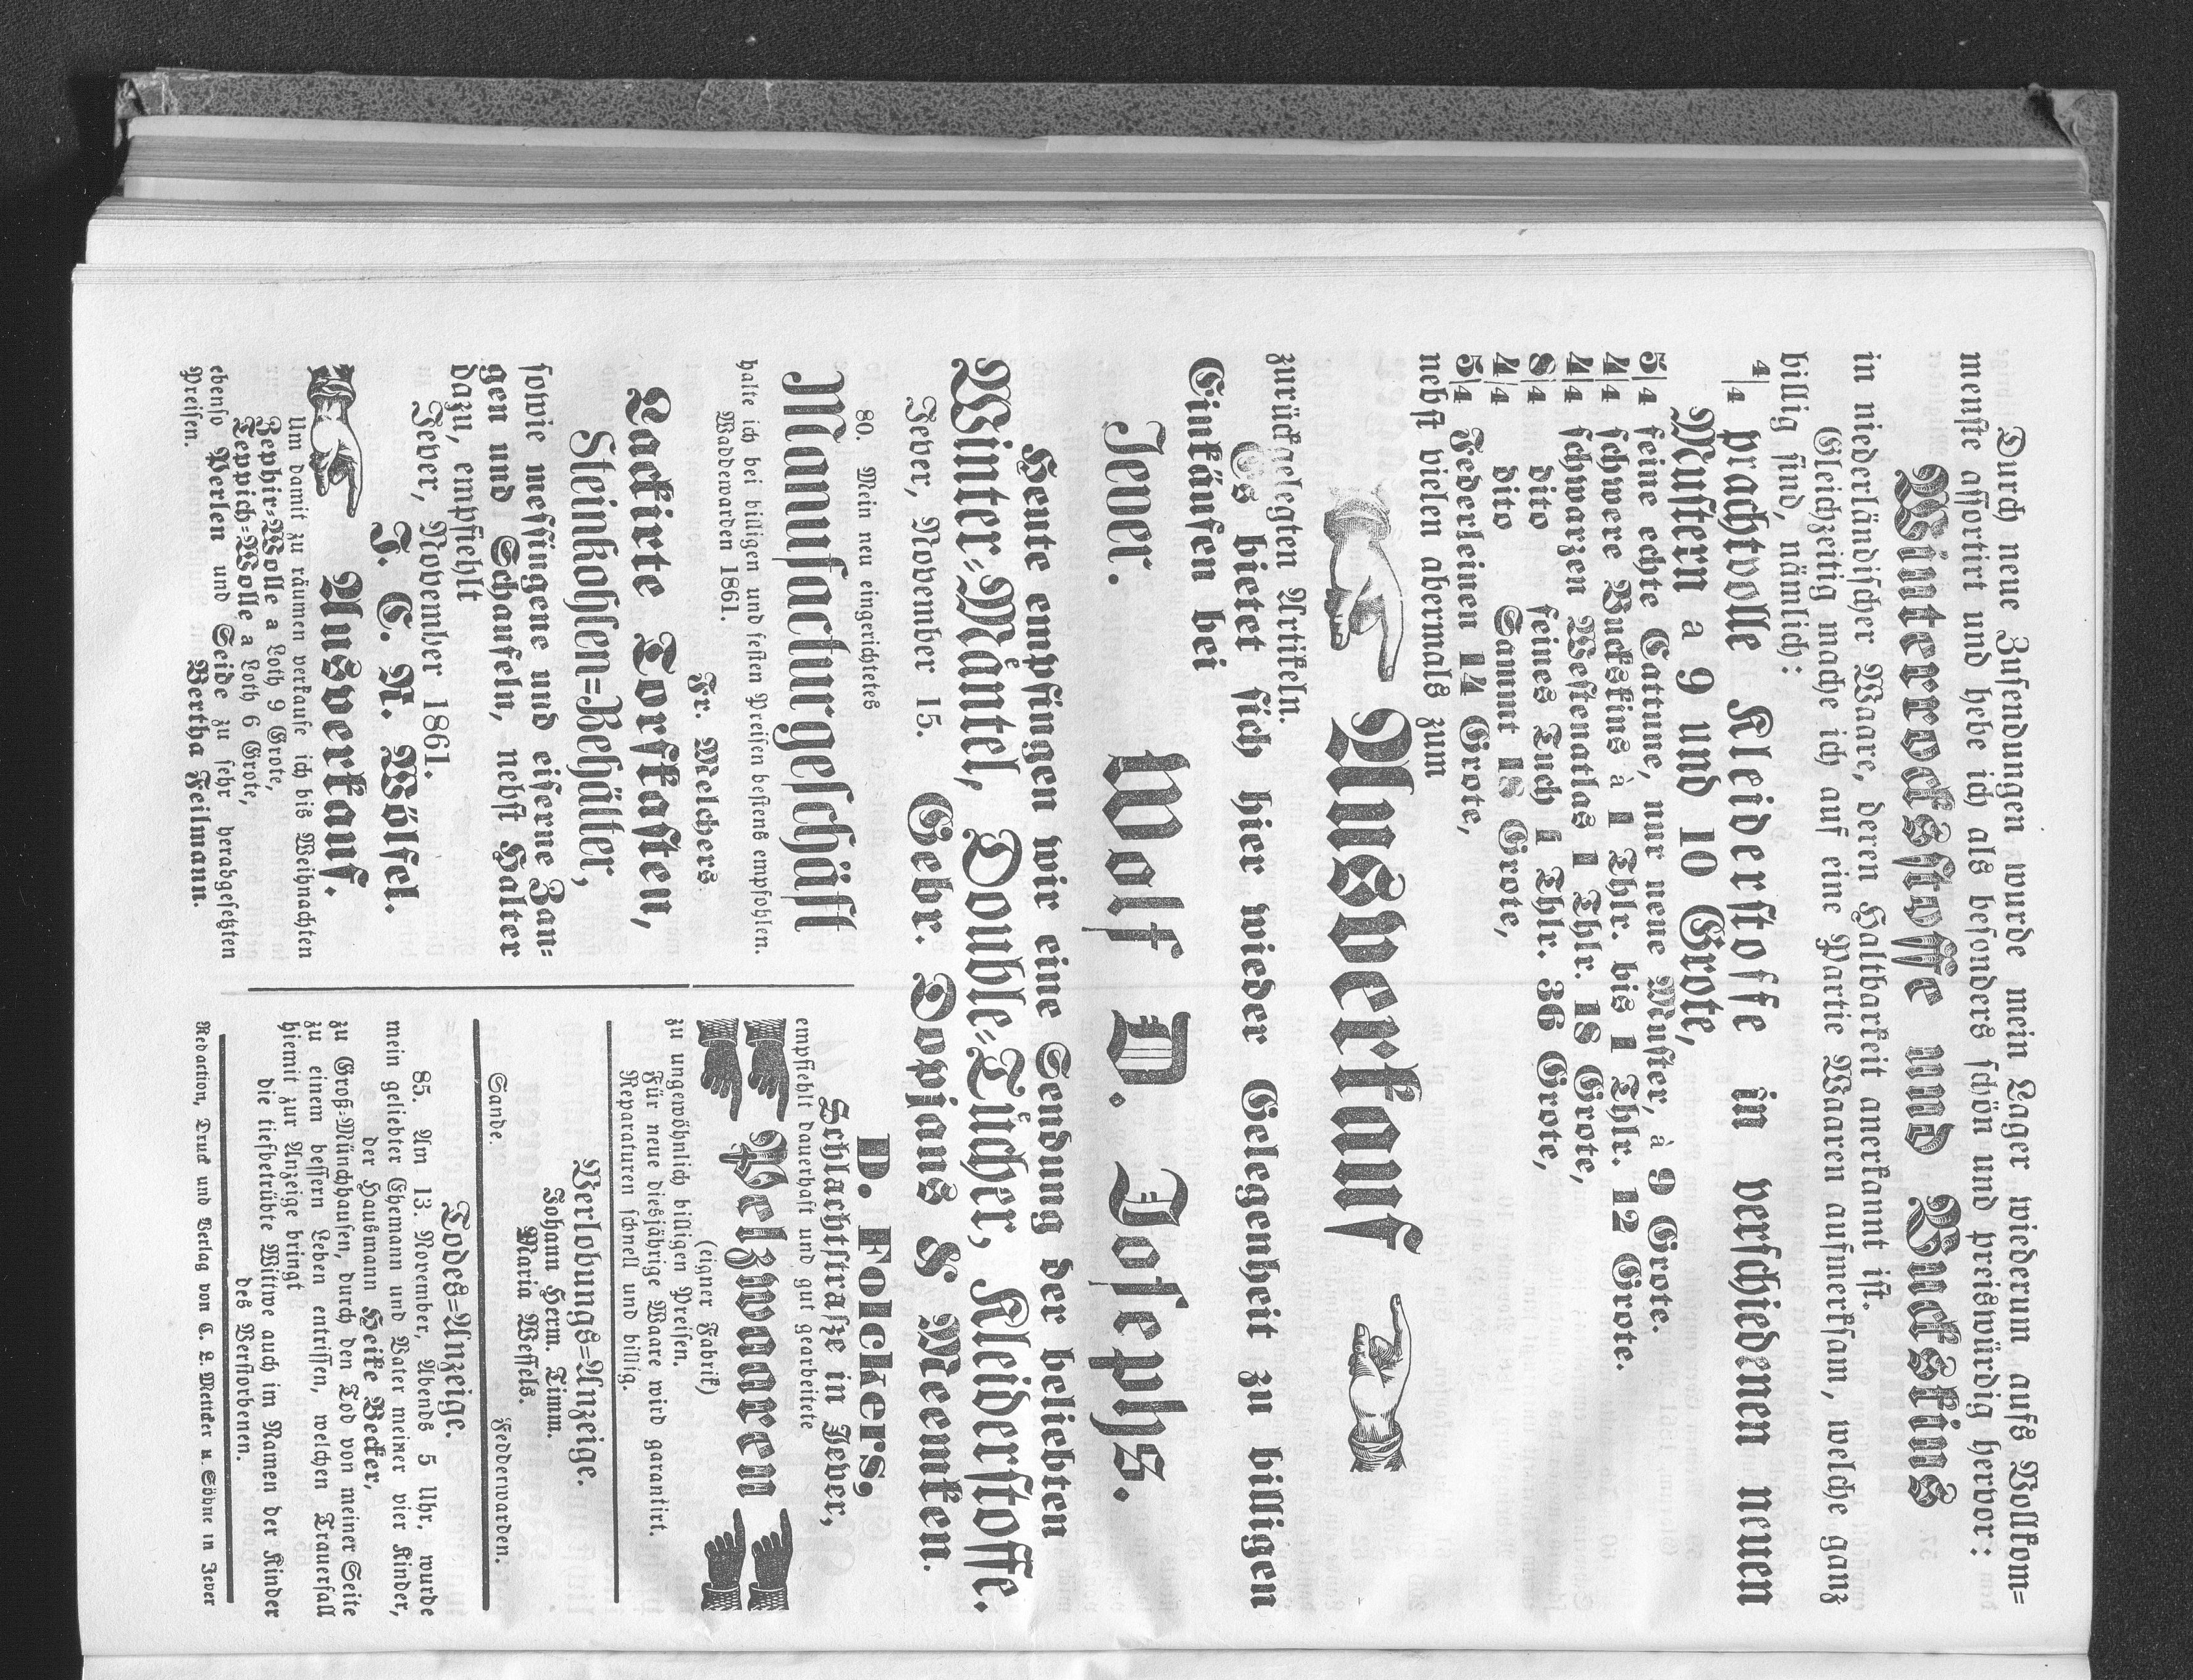 Durch neue Zusendungen wurde mein Lager wiederum aufs Vollkom=
menste assortirt und hebe ich als besonders schön und preiswürdig hervor:
Winterrockstoffe und Buckskins
in niederländischer Waare, deren Haltbarkeit anerkannt ist.
Gleichzeitig mache ich auf eine Partie Waaren aufmerksam, welche ganz
billig sind, nämlich:
4/4 prachtvolle Kleiderstoffe in verschiedenen neuen
Mustern a 9 und 10 Grote,
5/4 feine echte Cattune, nur neue Muster, à 9 Grote.
4/4 schwere Buckskins à 1 Thlr. bis 1 Thlr. 12 Grote.
4/4 schwarzen Westenatlas 1 Thlr. 18 Grote,
8/4 dito feines Tuch 1 Thlr. 36 Grote,
4/4 dito Sammt 18 Grote,
5/4 Federleinen 14 Grote,
nebst vielen abermals zum
Ausverkauf
zurückgelegten Artikeln.
Es bietet sich hier wieder Gelegenheit zu billigen
Einkäufen bei
Jever. Wolf D. Josephs.
Heute empfingen wir eine Sendung der beliebten
Winter=Mäntel, Double=Tücher, Kleiderstoffe.
Jever, November 15. Gebr. Dopjans & Meemken.
80. Mein neu eingerichtetes
Manufacturgeschäft
halte ich bei billigen und festen Preisen bestens empfohlen.
Waddewarden 1861.
Fr. Melchers.
Lackirte Torfkasten,
Steinkohlen=Behälter,
sowie messingene und eiserne Zan=
gen und Schaufeln, nebst Halter
dazu, empfiehlt
Jever, November 1861.
J. C. A. Wölfel.
Ausverkauf.
Um damit zu räumen verkaufe ich bis Weihnachten
Zephir=Wolle a Loth 9 Grote,
Teppich=Wolle a Loth 6 Grote,
ebenso Perlen und Seide zu sehr herabgesetzten
Preisen.
Bertha Feilmann.
D. Folckers,
Schlachtstraße in Jever,
empfiehlt dauerhaft und gut gearbeitete
Pelzwaaren
(eigner Fabrik)
zu ungewöhnlich billigen Preisen.
Für neue diesjährige Waare wird garantirt.
Reparaturen schnell und billig.
Verlobungs=Anzeige.
Johann Herm. Timm.
Maria Wessels.
Sande. Fedderwarden.
Todes=Anzeige.
85. Am 13. November, Abends 5 Uhr, wurde
mein geliebter Ehemann und Vater meiner vier Kinder,
der Hausmann Heike Becker,
zu Groß=Münchhausen, durch den Tod von meiner Seite
zu einem bessern Leben entrissen, welchen Trauerfall
hiemit zur Anzeige bringt
die tiefbetrübte Wittwe auch im Namen der Kinder
des Verstorbenen.
Redaction, Druck und Verlag von C. L. Mettcker u. Söhne in Jever